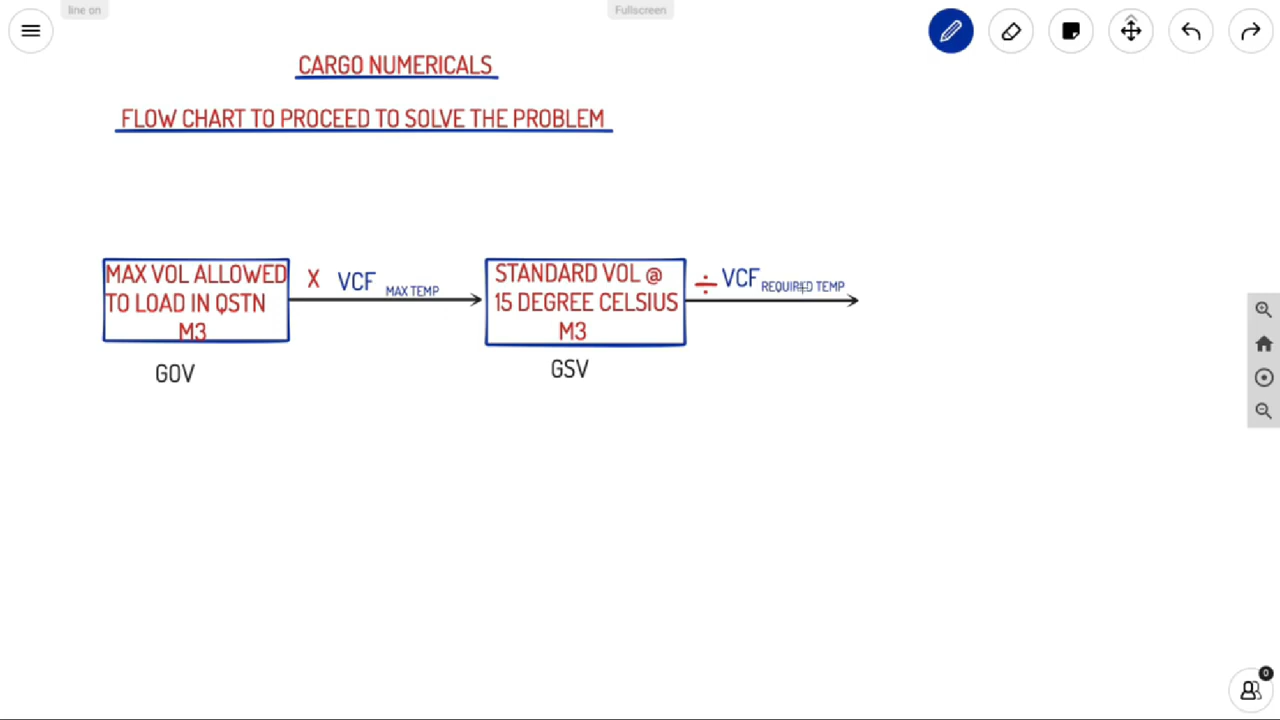 line on
Fullscreen
CARGO NUMERICALS
FLOW CHART TO PROCEED TO SOLVE THE PROBLEM
MAX VOL ALLOWED
TO LOAD IN QSTN
M3
X VCF MAX TEMP
STANDARD VOL @
15 DEGREE CELSIUS
M3
÷ VCF REQUIRED TEMP
GOV
GSV
0